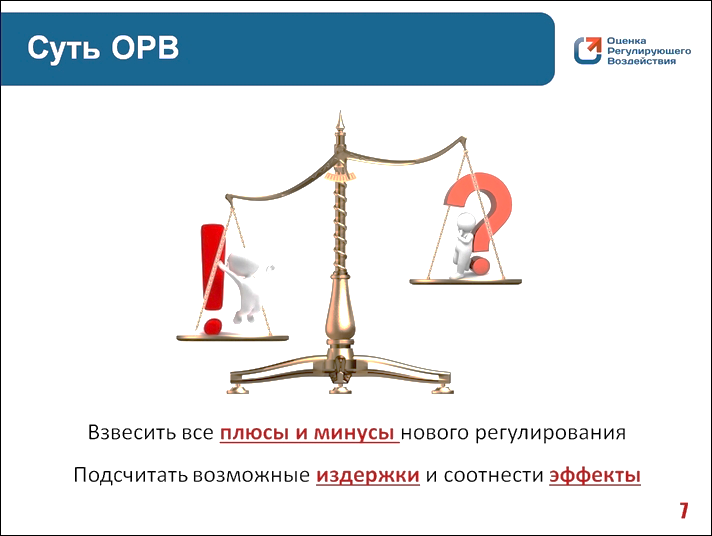 Суть ОРВ
Оценка
Регулирующего
Воздействия
Взвесить все плюсы и минусы нового регулирования
Подсчитать возможные издержки и соотнести эффекты
7